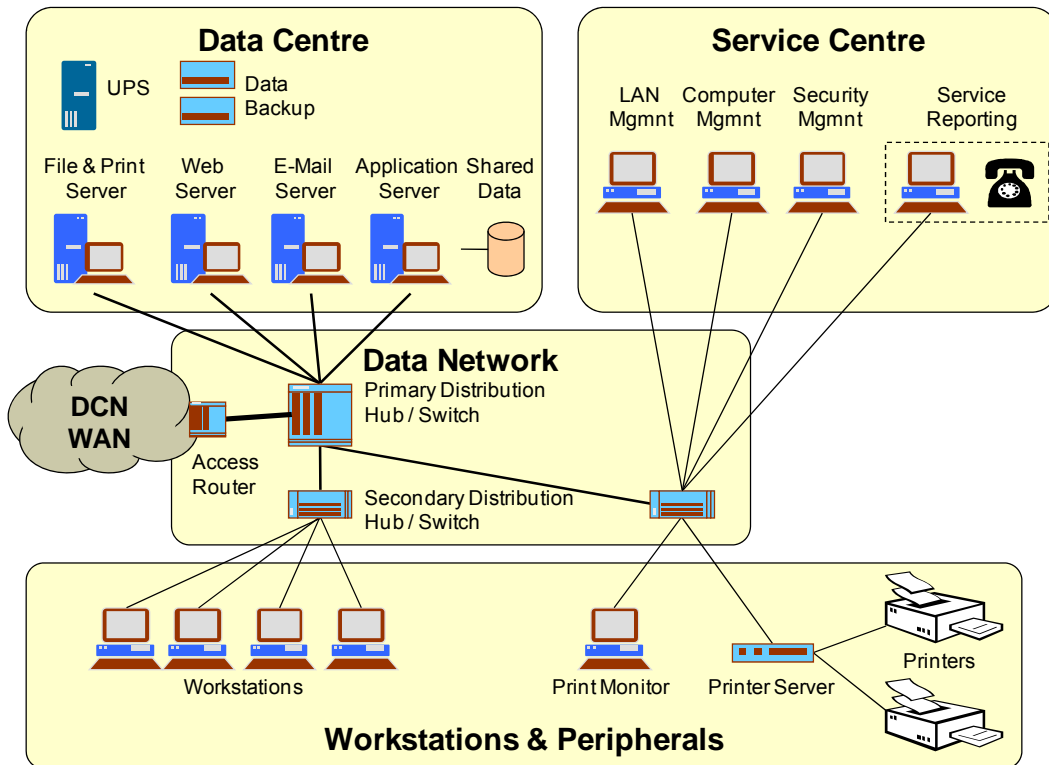 Data Centre
UPS
Data
Backup
File & Print
Server
Web
Server
E-Mail
Server
Application
Server
Shared
Data
Service Centre
LAN
Mgmnt
Computer
Mgmnt
Security
Mgmnt
Service
Reporting
Data Network
Primary Distribution
Hub / Switch
DCN
WAN
Access
Router
Secondary Distribution
Hub / Switch
Workstations
Print Monitor
Printer Server
Printers
Workstations & Peripherals